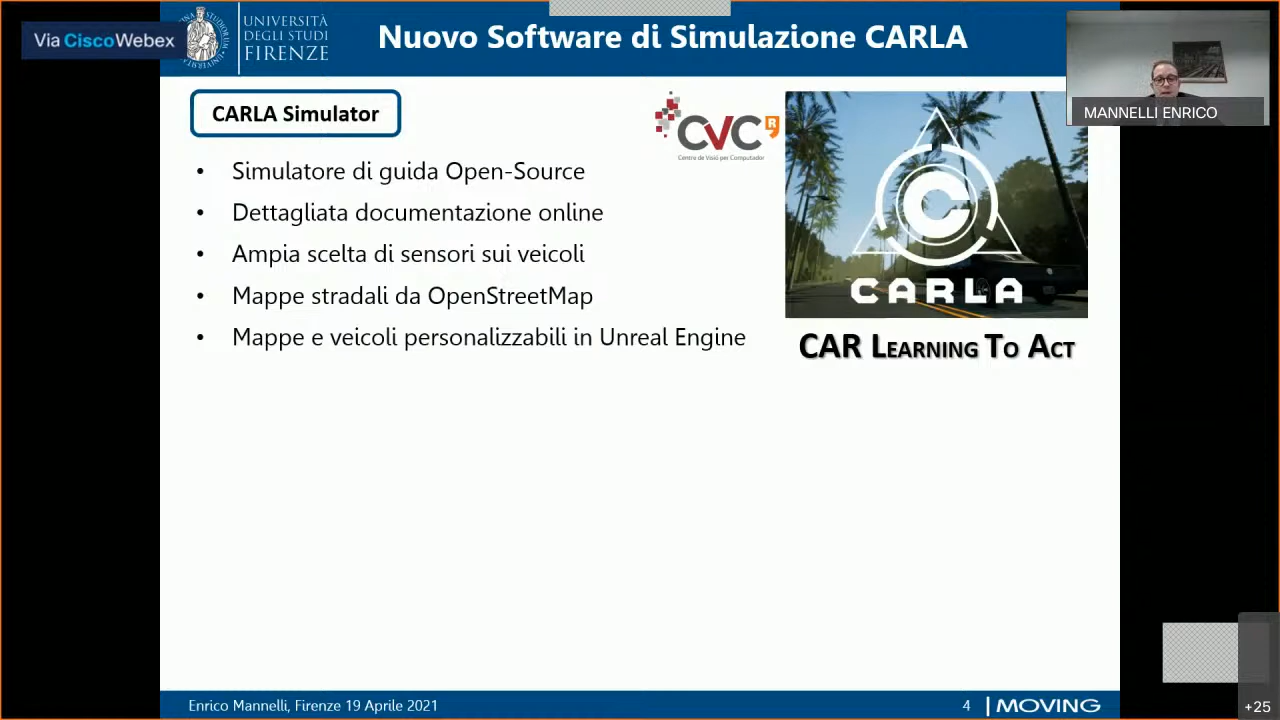 Via Cisco Webex
UNIVERSITÀ
DEGLI STUDI
FIRENZE
Nuovo Software di Simulazione CARLA
MANNELLI ENRICO
CARLA Simulator
CVC R
Centre de Visió per Computador
• Simulatore di guida Open-Source
• Dettagliata documentazione online
• Ampia scelta di sensori sui veicoli
• Mappe stradali da OpenStreetMap
• Mappe e veicoli personalizzabili in Unreal Engine
C
CARLA
CAR LEARNING TO ACT
Enrico Mannelli, Firenze 19 Aprile 2021
4
MOVING
+25